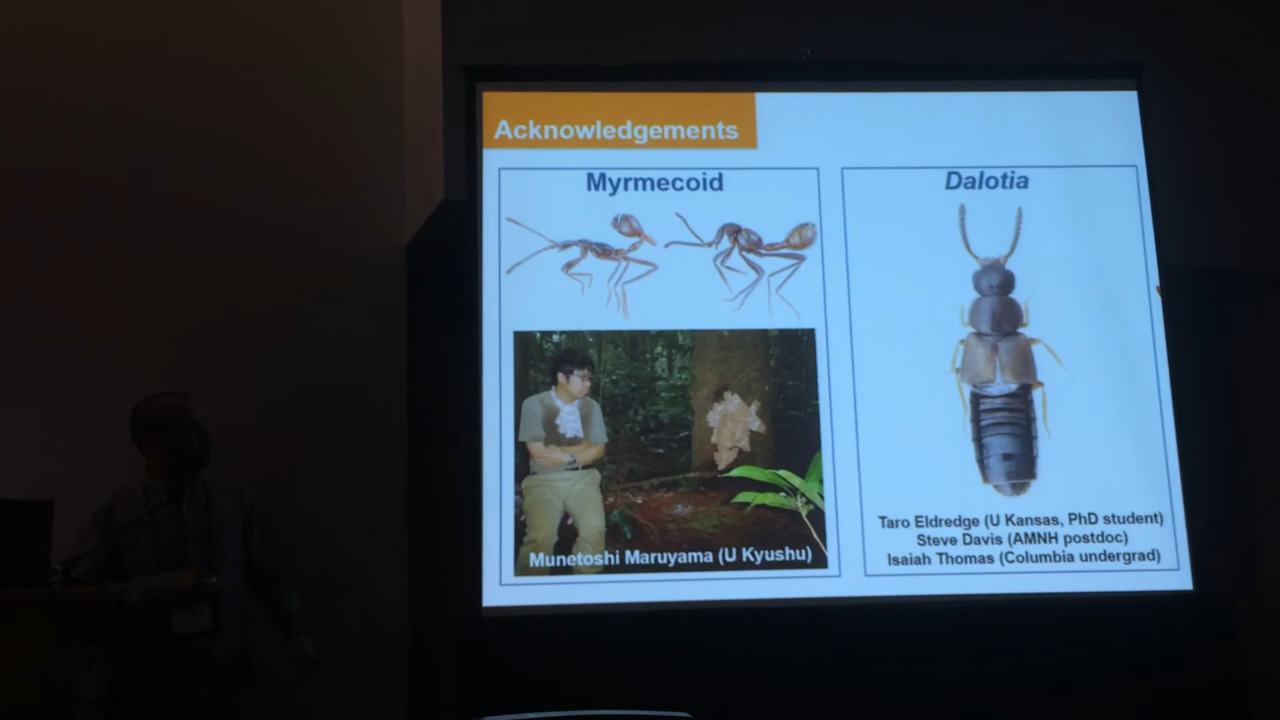 Acknowledgements
Myrmecoid
Munetoshi Maruyama (U Kyushu)
Dalotia
Taro Eldredge (U Kansas, PhD student)
Steve Davis (AMNH postdoc)
Isaiah Thomas (Columbia undergrad)